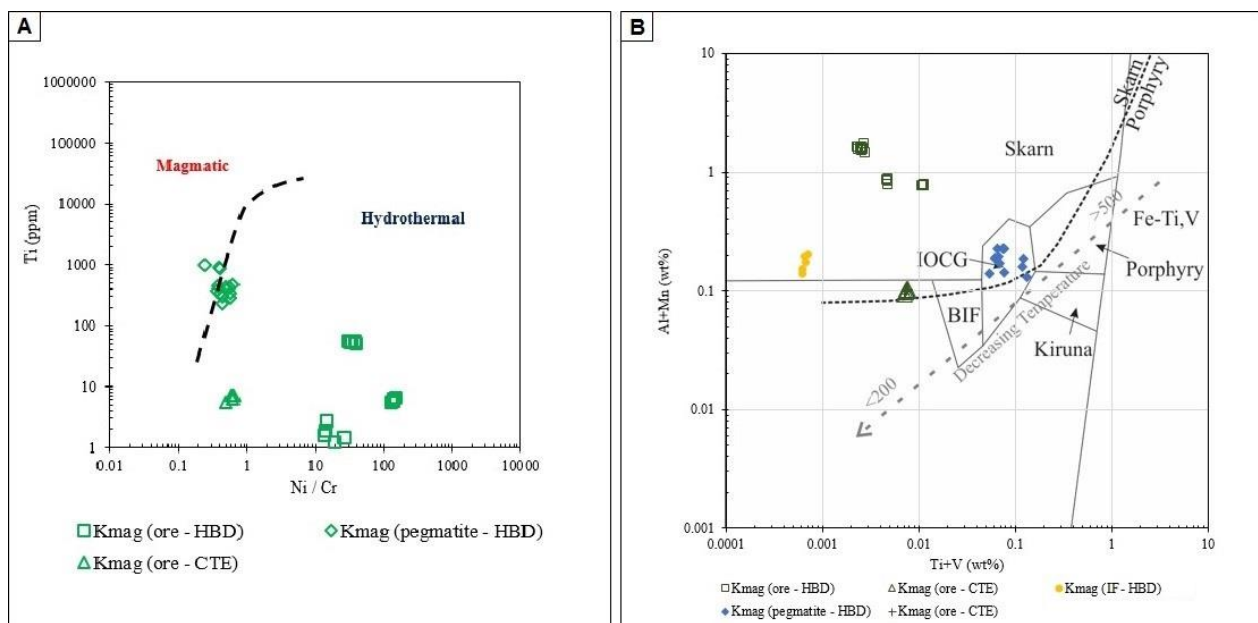 A
1000000
100000
10000
1000
100
10
1
Ti (ppm)
Magmatic
Hydrothermal
0.01
0.1
1
10
100
1000
10000
Ni / Cr
Kmag (ore - HBD)
Kmag (pegmatite - HBD)
Kmag (ore - CTE)
B
10
1
0.1
0.01
0.001
Al+Mn (wt%)
Skarn
Porphyry
Skarn
>500
Fe-Ti,V
IOCG
Porphyry
BIF
Decreasing Temperature
Kiruna
<200
0.0001
0.001
0.01
0.1
1
10
Ti+V (wt%)
Kmag (ore - HBD)
Kmag (ore - CTE)
Kmag (IF - HBD)
Kmag (pegmatite - HBD)
Kmag (ore - CTE)